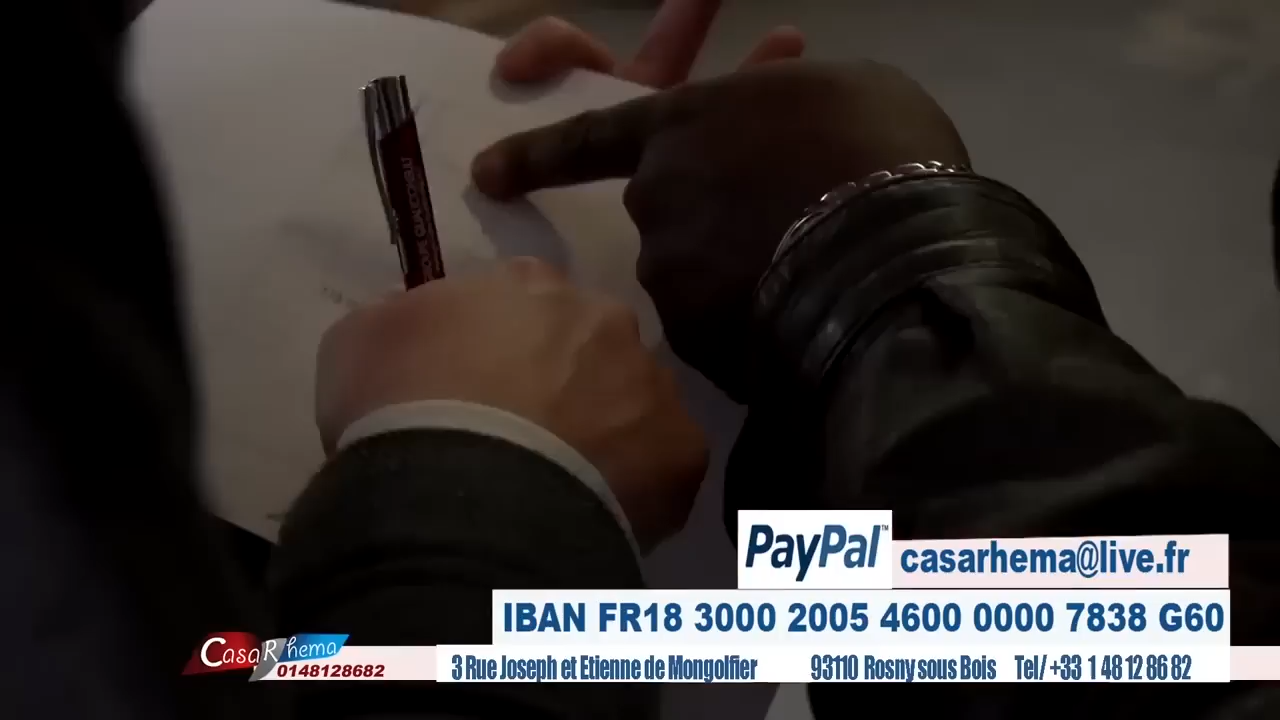 PayPal™
casarhema@live.fr
IBAN FR18 3000 2005 4600 0000 7838 G60
CasaRhema
0148128682
3 Rue Joseph et Etienne de Mongolfier 93110 Rosny sous Bois Tel/ +33 1 48 12 86 82